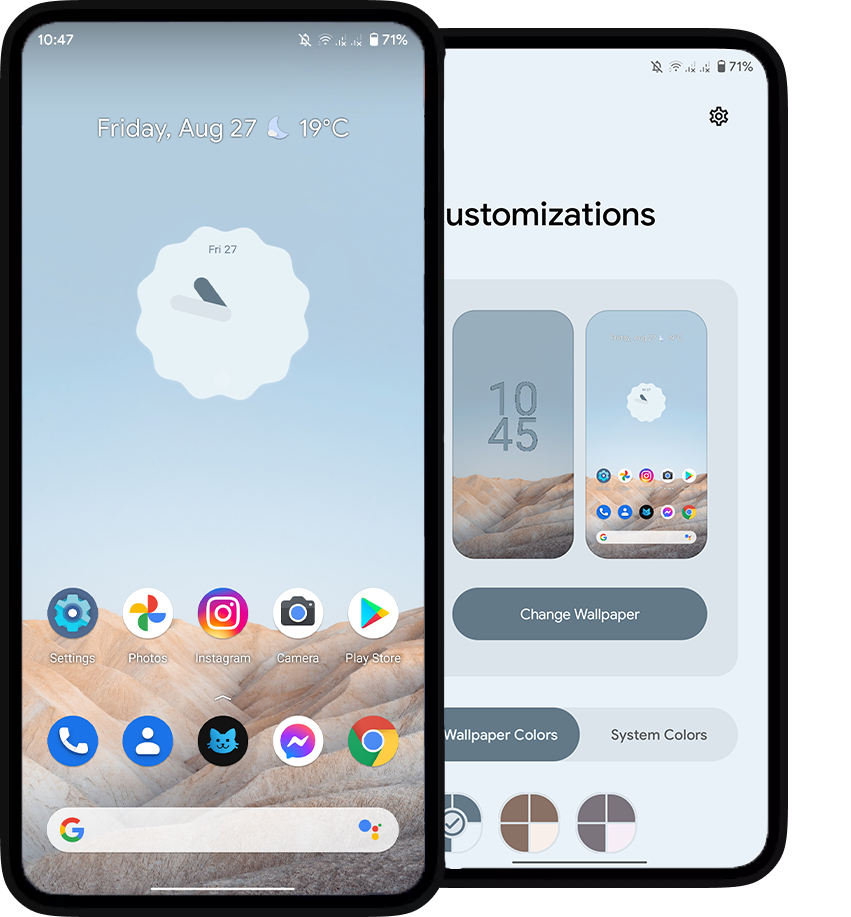 10:47
71%
Friday, Aug 27
19°C
Fri 27
Settings
Photos
Instagram
Camera
Play Store
71%
ustomizations
10
45
Change Wallpaper
Wallpaper Colors
System Colors